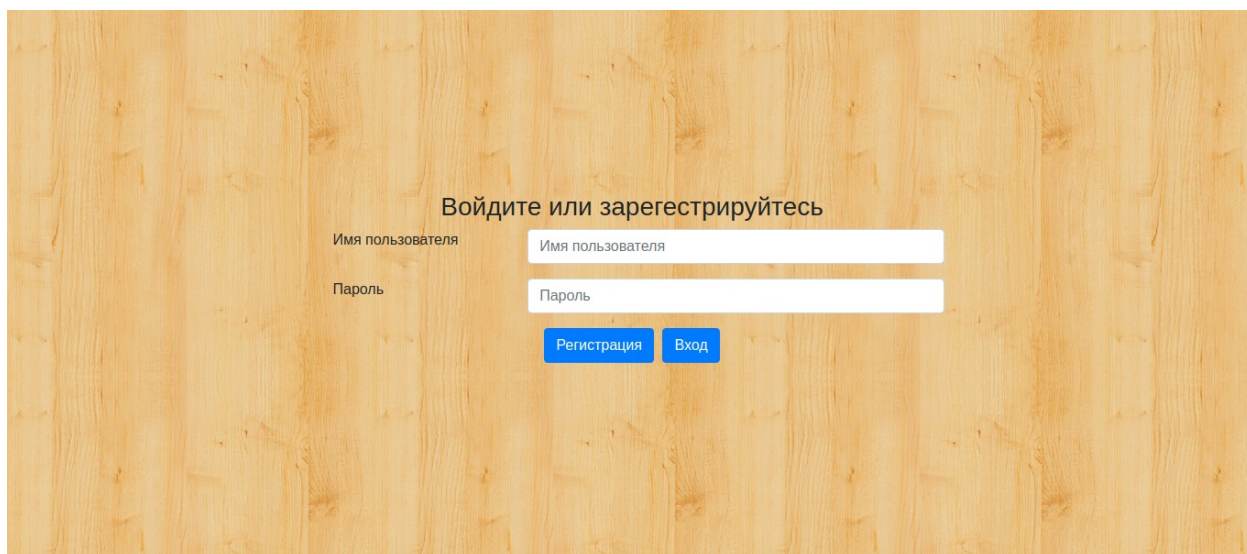 Войдите или зарегестрируйтесь
Имя пользователя Имя пользователя
Пароль Пароль
Регистрация Вход